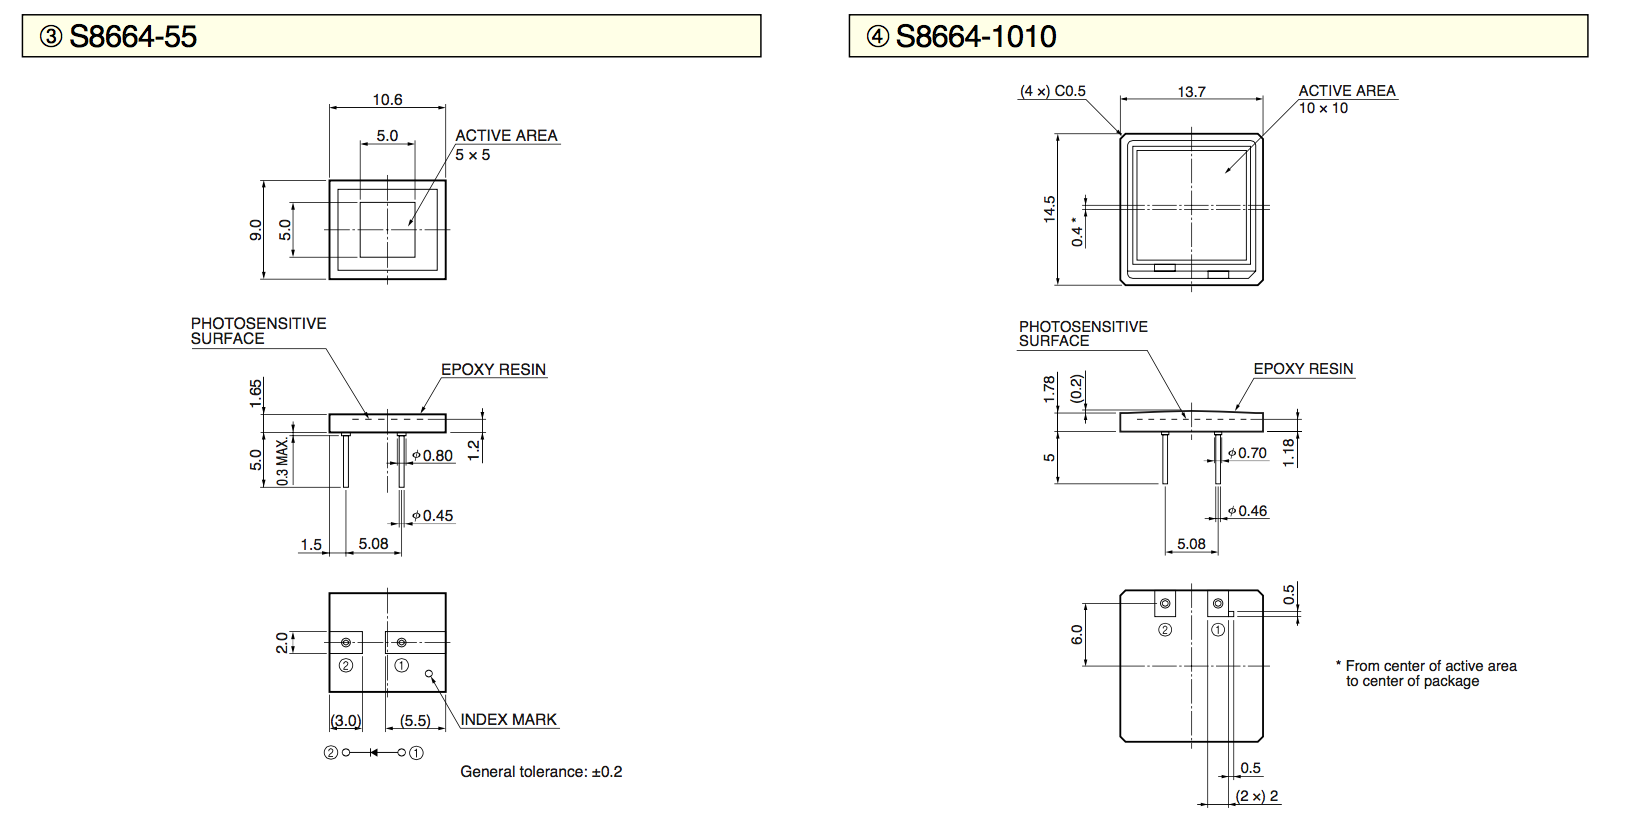 ③ S8664-55
10.6
5.0
ACTIVE AREA
5 × 5
9.0
5.0
PHOTOSENSITIVE
SURFACE
EPOXY RESIN
1.65
5.0
0.3 MAX.
ϕ0.80
1.2
ϕ0.45
1.5
5.08
2.0
②
①
(3.0)
(5.5)
INDEX MARK
②
①
General tolerance: ±0.2
④ S8664-1010
(4 ×) C0.5
13.7
ACTIVE AREA
10 × 10
14.5
0.4 *
PHOTOSENSITIVE
SURFACE
EPOXY RESIN
1.78
(0.2)
5
ϕ0.70
1.18
ϕ0.46
5.08
0.5
6.0
②
①
* From center of active area
to center of package
0.5
(2 ×) 2